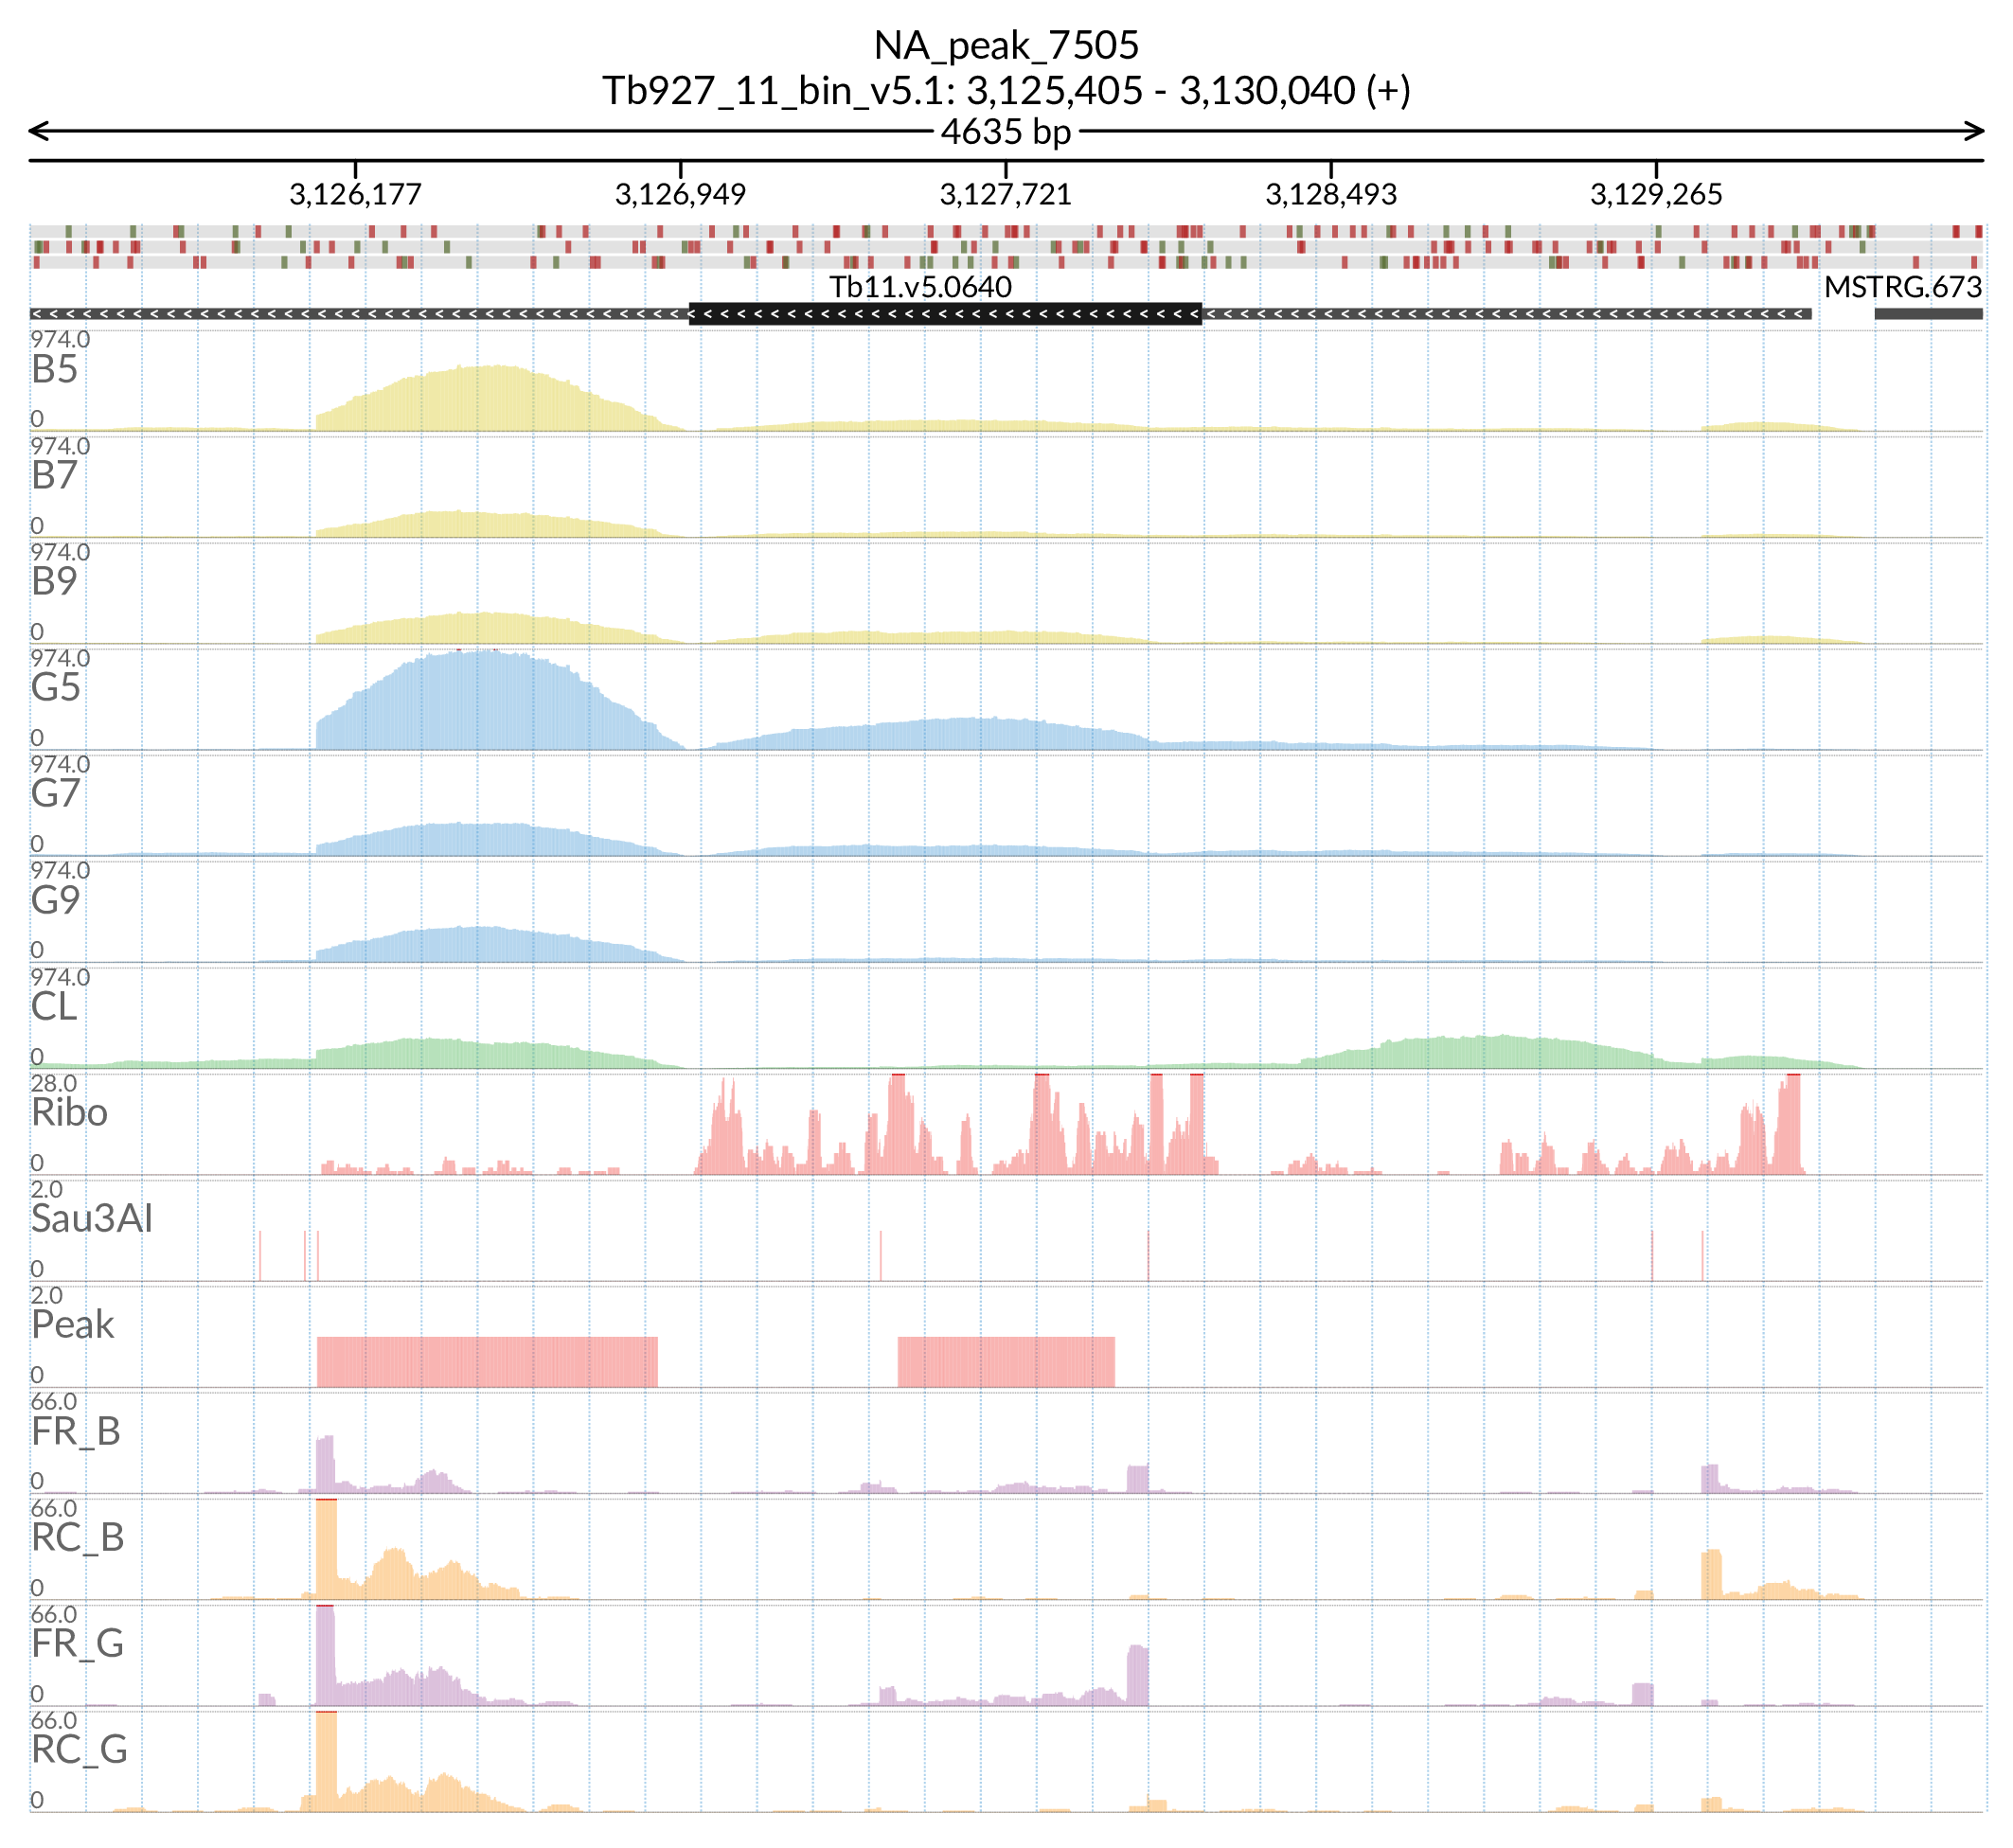 NA_peak_7505
Tb927_11_bin_v5.1: 3,125,405 - 3,130,040 (+)
4635 bp
3,126,177 3,126,949 3,127,721 3,128,493 3,129,265
Tb11.v5.0640 MSTRG.673
974.0
B5
0
974.0
B7
0
974.0
B9
0
974.0
G5
0
974.0
G7
0
974.0
G9
0
974.0
CL
0
28.0
Ribo
0
2.0
Sau3AI
0
2.0
Peak
0
66.0
FR_B
0
66.0
RC_B
0
66.0
FR_G
0
66.0
RC_G
0